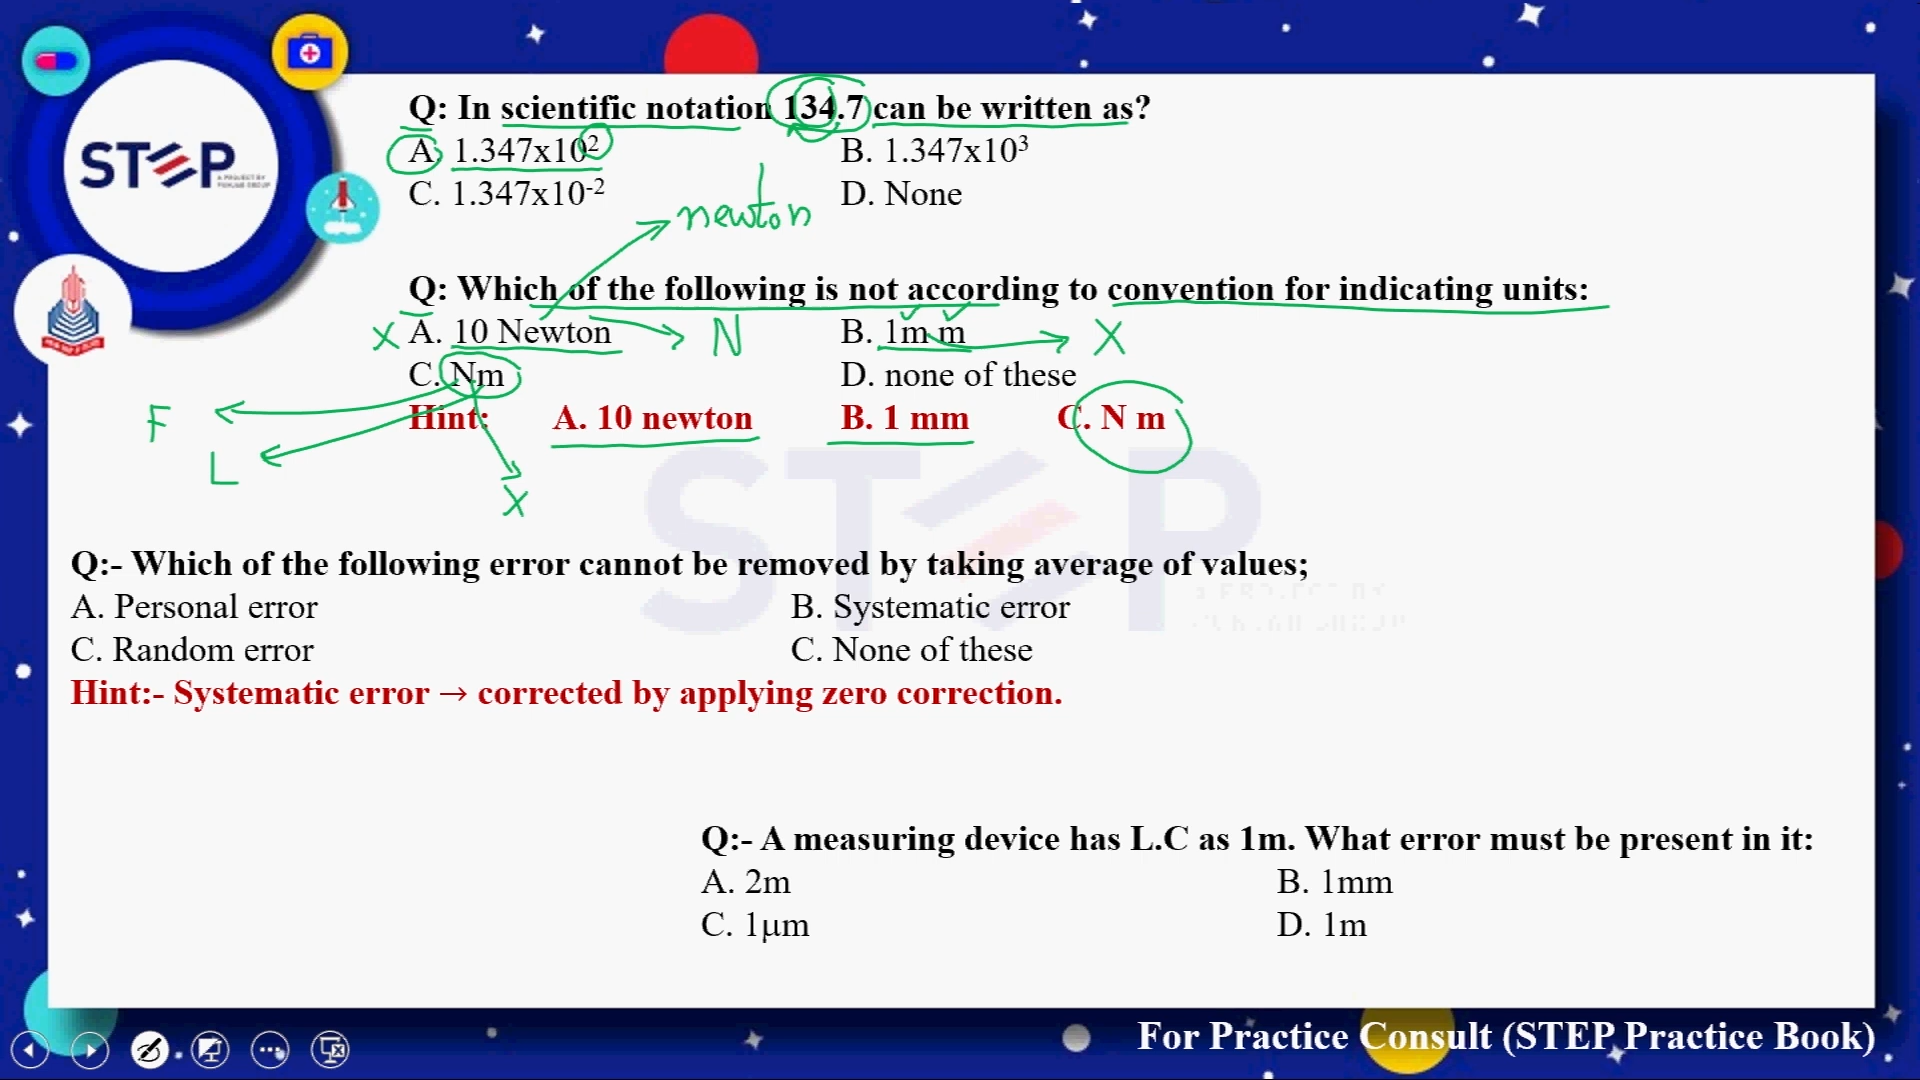 STEP
A PROJECT BY
PUNJAB GROUP
Q: In scientific notation 134.7 can be written as?
A. 1.347x10² B. 1.347x10³
C. 1.347x10⁻² D. None
newton
Q: Which of the following is not according to convention for indicating units:
X A. 10 Newton N B. 1m m X
C. Nm D. none of these
F Hint: A. 10 newton B. 1 mm C. N m
L
X
STEP
Q:- Which of the following error cannot be removed by taking average of values;
A. Personal error B. Systematic error
C. Random error C. None of these
Hint:- Systematic error → corrected by applying zero correction.
Q:- A measuring device has L.C as 1m. What error must be present in it:
A. 2m B. 1mm
C. 1μm D. 1m
For Practice Consult (STEP Practice Book)